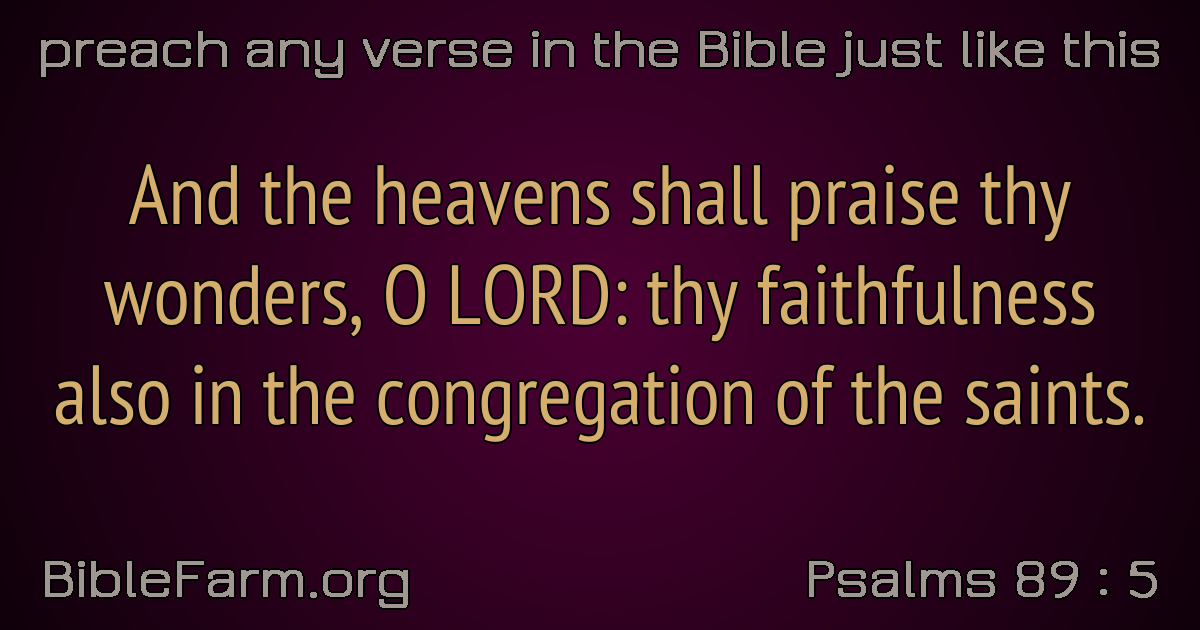 preach any verse in the Bible just like this
And the heavens shall praise thy
wonders, O LORD: thy faithfulness
also in the congregation of the saints.
BibleFarm.org
Psalms 89 : 5